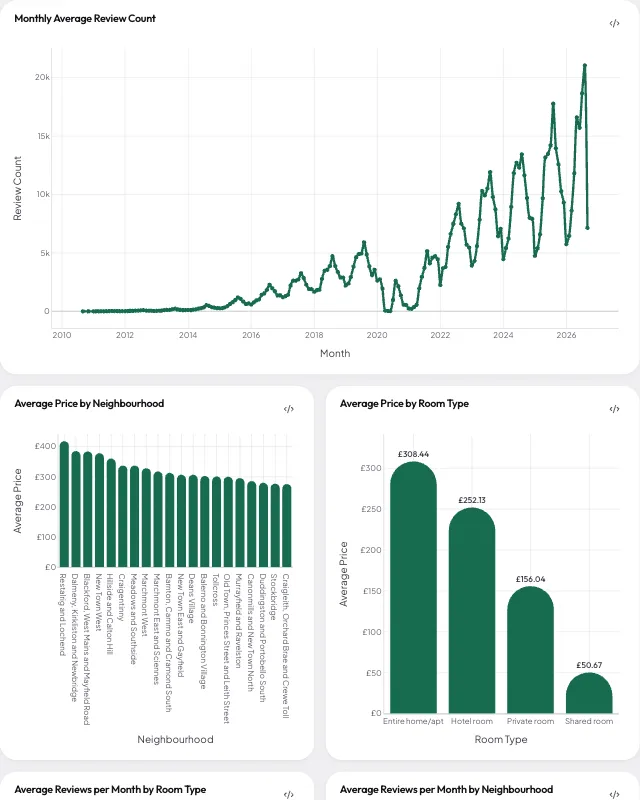 Monthly Average Review Count
</>
20k
15k
10k
5k
0
Review Count
2010 2012 2014 2016 2018 2020 2022 2024 2026
Month
Average Price by Neighbourhood
</>
£400
£300
£200
£100
£0
Average Price
Restalrig and Lochend
Dalmeny, Kirkliston and Newbridge
Blackford, West Mains and Mayfield Road
New Town West
Hillside and Calton Hill
Craigentinny
Meadows and Southside
Marchmont West
Marchmont East and Sciennes
Barnton, Cammo and Cramond South
New Town East and Gayfield
Deans Village
Balerno and Bonnington Village
Tollcross
Old Town, Princes Street and Leith Street
Murrayfield and Ravelston
Canonmills and New Town North
Duddingston and Portobello South
Stockbridge
Craigleith, Orchard Brae and Crewe Toll
Neighbourhood
Average Price by Room Type
</>
£300
£250
£200
£150
£100
£50
£0
Average Price
£308.44
£252.13
£156.04
£50.67
Entire home/apt Hotel room Private room Shared room
Room Type
Average Reviews per Month by Room Type
</>
Average Reviews per Month by Neighbourhood
</>